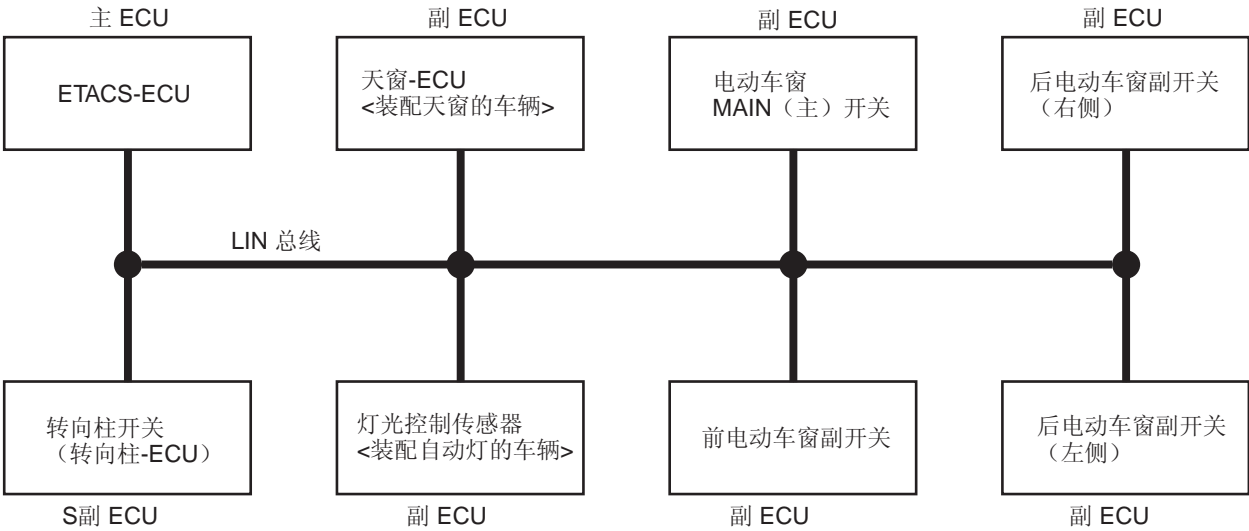 主 ECU
副 ECU
副 ECU
副 ECU
ETACS-ECU
天窗-ECU
<装配天窗的车辆>
电动车窗
MAIN（主）开关
后电动车窗副开关
（右侧）
LIN 总线
转向柱开关
（转向柱-ECU）
灯光控制传感器
<装配自动灯的车辆>
前电动车窗副开关
后电动车窗副开关
（左侧）
S副 ECU
副 ECU
副 ECU
副 ECU